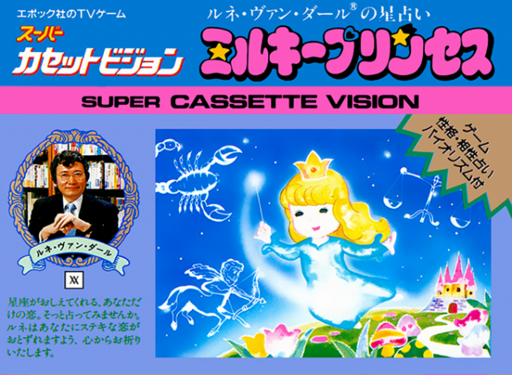 エポック社のTVゲーム
スーパー
カセットビジョン
ルネ・ヴァン・ダール®の星占い
ミルキープリンセス
SUPER CASSETTE VISION
ゲーム
性格・相性占い
バイオリズム付
ルネ・ヴァン・ダール
星座がおしえてくれる、あなただけ
の恋。そっと占ってみませんか。
ルネはあなたにステキな恋が
おとずれますよう、心からお祈り
いたします。